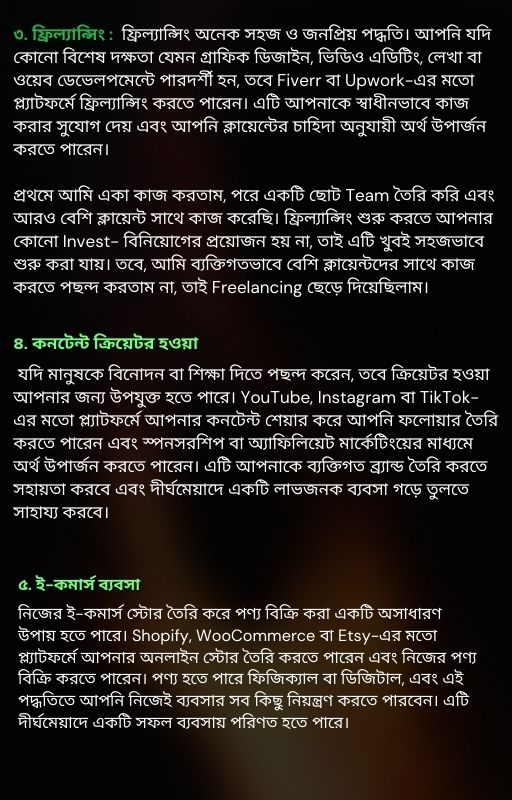 ৩. ফ্রিল্যান্সিং : ফ্রিল্যান্সিং অনেক সহজ ও জনপ্রিয় পদ্ধতি। আপনি যদি
কোনো বিশেষ দক্ষতা যেমন গ্রাফিক ডিজাইন, ভিডিও এডিটিং, লেখা বা
ওয়েব ডেভেলপমেন্টে পারদর্শী হন, তবে Fiverr বা Upwork-এর মতো
প্ল্যাটফর্মে ফ্রিল্যান্সিং করতে পারেন। এটি আপনাকে স্বাধীনভাবে কাজ
করার সুযোগ দেয় এবং আপনি ক্লায়েন্টের চাহিদা অনুযায়ী অর্থ উপার্জন
করতে পারেন।
প্রথমে আমি একা কাজ করতাম, পরে একটি ছোট Team তৈরি করি এবং
আরও বেশি ক্লায়েন্ট সাথে কাজ করেছি। ফ্রিল্যান্সিং শুরু করতে আপনার
কোনো Invest- বিনিয়োগের প্রয়োজন হয় না, তাই এটি খুবই সহজভাবে
শুরু করা যায়। তবে, আমি ব্যক্তিগতভাবে বেশি ক্লায়েন্টদের সাথে কাজ
করতে পছন্দ করতাম না, তাই Freelancing ছেড়ে দিয়েছিলাম।
৪. কনটেন্ট ক্রিয়েটর হওয়া
যদি মানুষকে বিনোদন বা শিক্ষা দিতে পছন্দ করেন, তবে ক্রিয়েটর হওয়া
আপনার জন্য উপযুক্ত হতে পারে। YouTube, Instagram বা TikTok-
এর মতো প্ল্যাটফর্মে আপনার কনটেন্ট শেয়ার করে আপনি ফলোয়ার তৈরি
করতে পারেন এবং স্পনসরশিপ বা অ্যাফিলিয়েট মার্কেটিংয়ের মাধ্যমে
অর্থ উপার্জন করতে পারেন। এটি আপনাকে ব্যক্তিগত ব্র্যান্ড তৈরি করতে
সহায়তা করবে এবং দীর্ঘমেয়াদে একটি লাভজনক ব্যবসা গড়ে তুলতে
সাহায্য করবে।
৫. ই-কমার্স ব্যবসা
নিজের ই-কমার্স স্টোর তৈরি করে পণ্য বিক্রি করা একটি অসাধারণ
উপায় হতে পারে। Shopify, WooCommerce বা Etsy-এর মতো
প্ল্যাটফর্মে আপনার অনলাইন স্টোর তৈরি করতে পারেন এবং নিজের পণ্য
বিক্রি করতে পারেন। পণ্য হতে পারে ফিজিক্যাল বা ডিজিটাল, এবং এই
পদ্ধতিতে আপনি নিজেই ব্যবসার সব কিছু নিয়ন্ত্রণ করতে পারবেন। এটি
দীর্ঘমেয়াদে একটি সফল ব্যবসায় পরিণত হতে পারে।